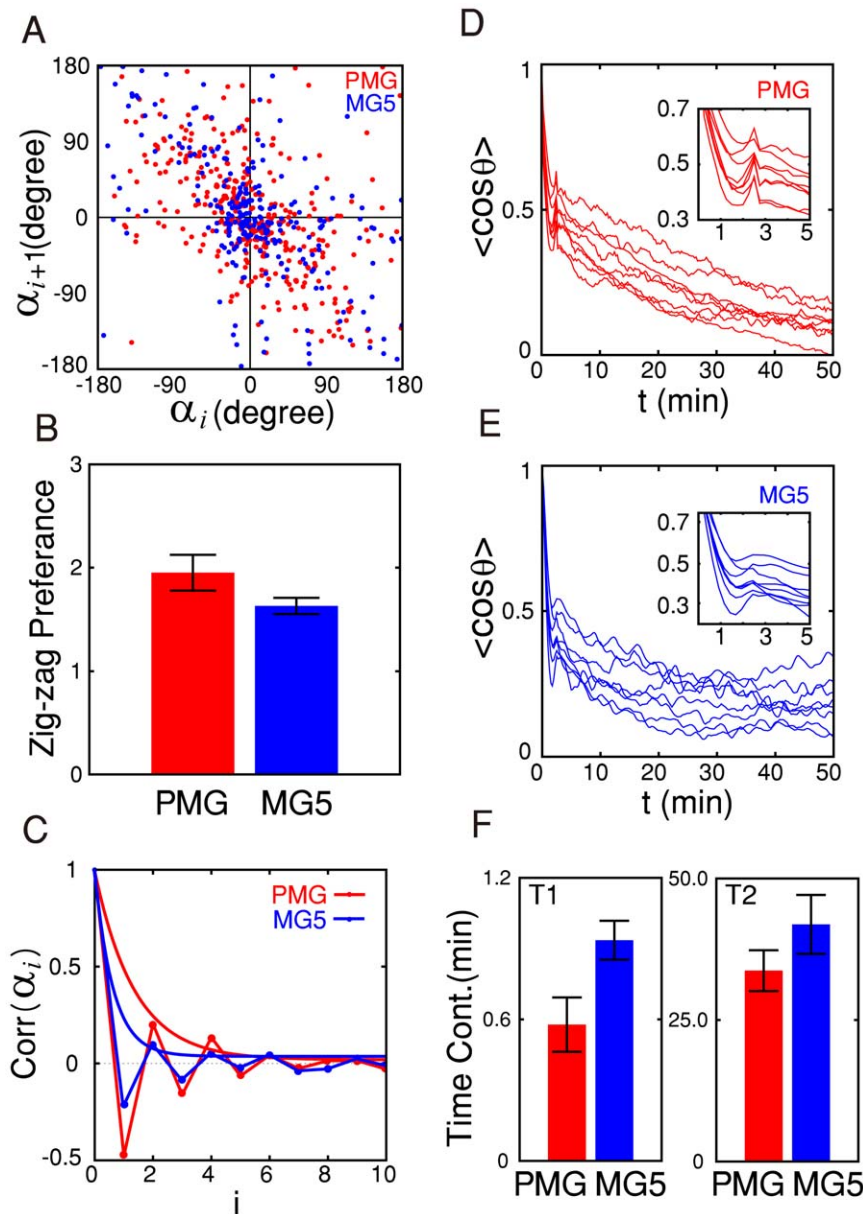 A
180
PMG
MG5
90
0
-90
-180
αi+1(degree)
-180 -90 0 90 180
αi (degree)
B
3
2
1
0
Zig-zag Preferance
PMG MG5
C
1
0.5
0
-0.5
Corr(αi)
PMG
MG5
0 2 4 6 8 10
i
D
1
0.5
0
<cosθ>
PMG
0.7
0.5
0.3
1 3 5
0 10 20 30 40 50
t (min)
E
1
0.5
0
<cosθ>
MG5
0.7
0.5
0.3
1 3 5
0 10 20 30 40 50
t (min)
F
Time Cont.(min)
1.2
0.6
0
T1
PMG MG5
50.0
25.0
0
T2
PMG MG5